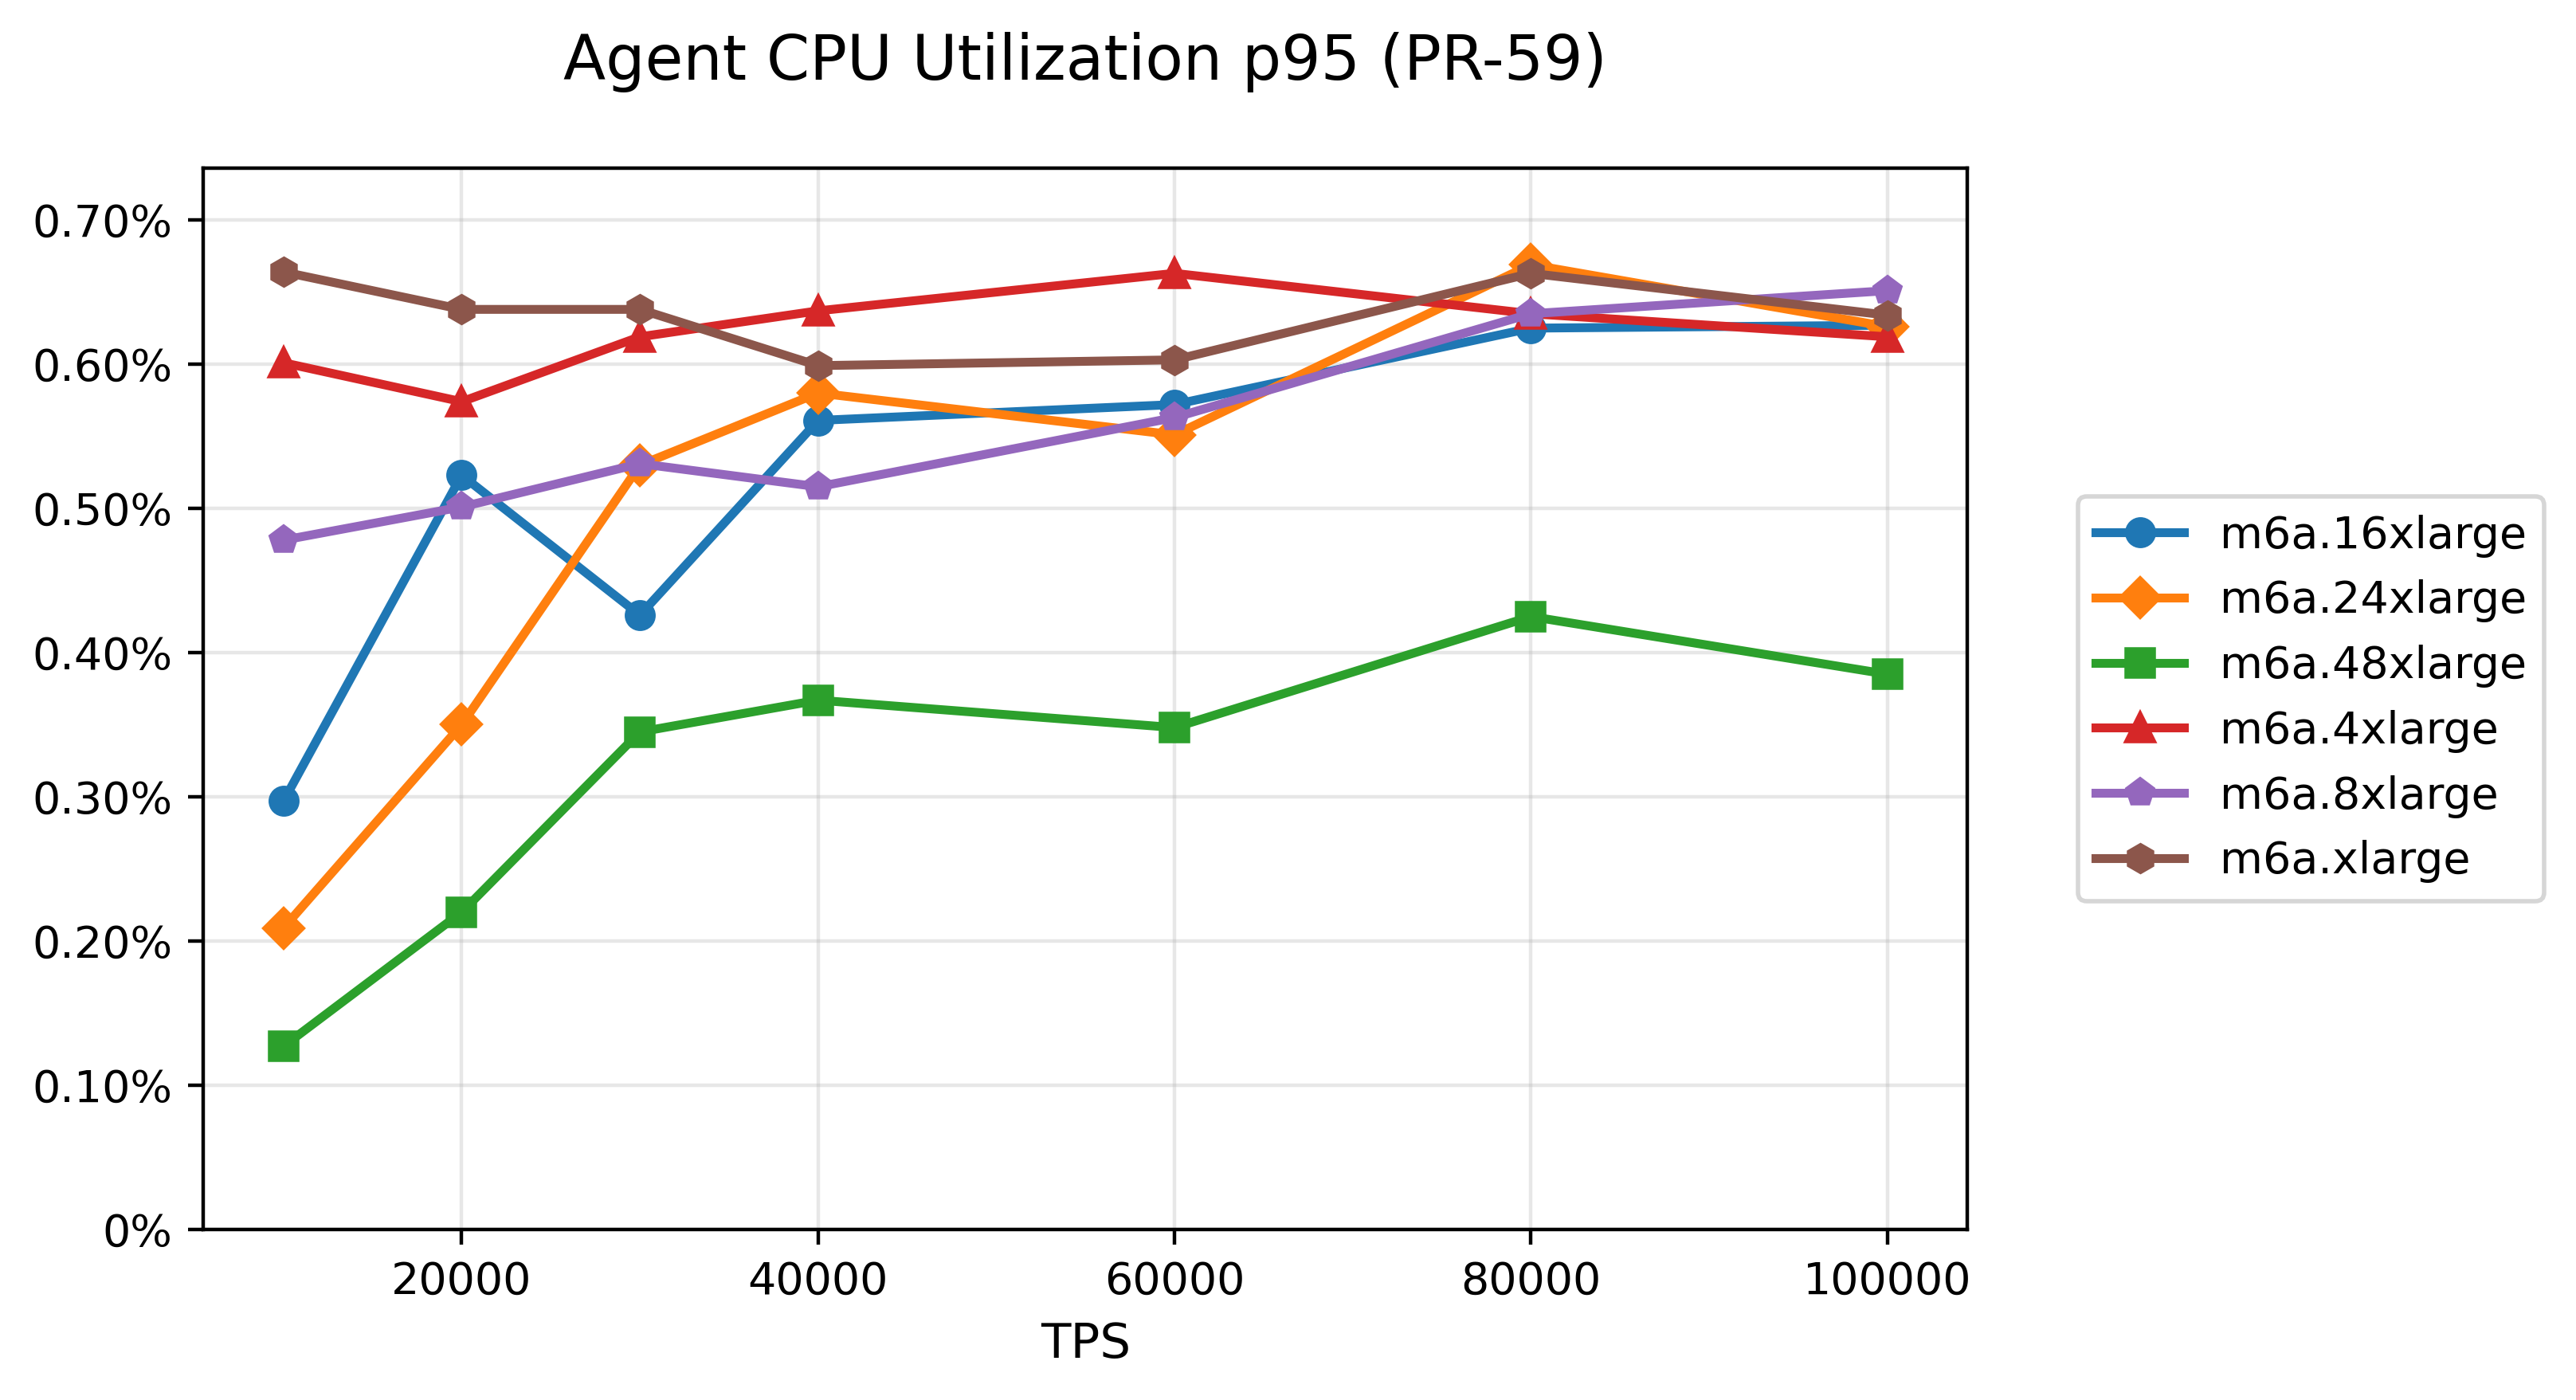 Agent CPU Utilization p95 (PR-59)
0.70%
0.60%
0.50%
0.40%
0.30%
0.20%
0.10%
0%
20000
40000
60000
80000
100000
TPS
m6a.16xlarge
m6a.24xlarge
m6a.48xlarge
m6a.4xlarge
m6a.8xlarge
m6a.xlarge